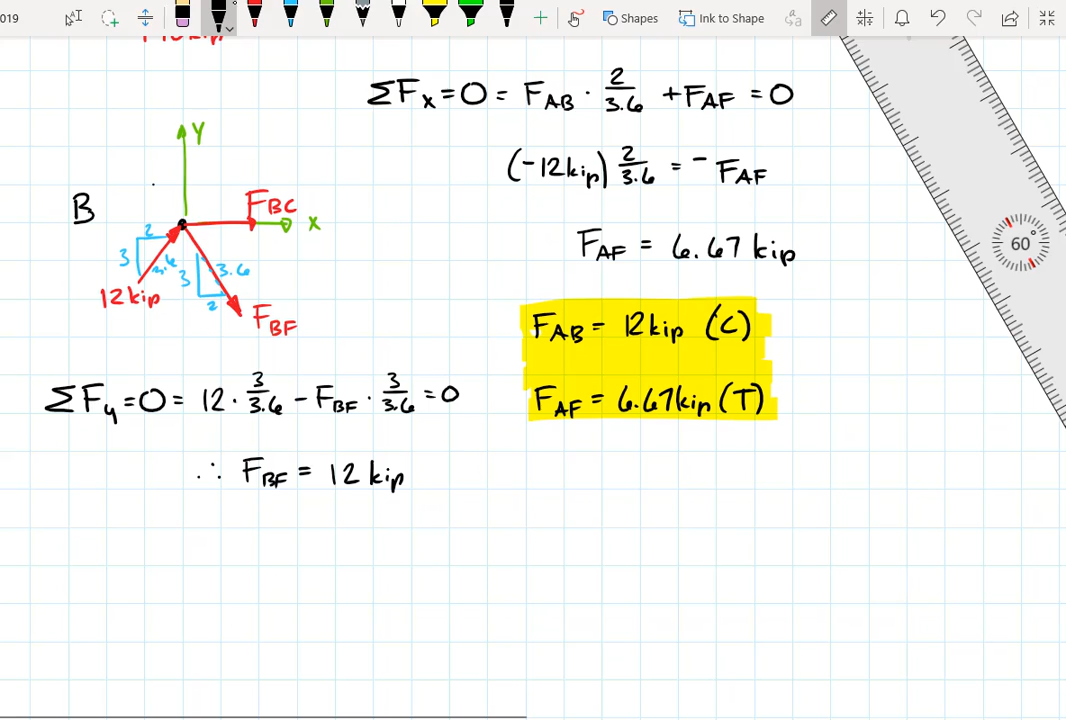 019
Shapes
Ink to Shape
ΣFx = 0 = FAB · 2/3.6 + FAF = 0
(-12kip) 2/3.6 = - FAF
FAF = 6.67 kip
FAB = 12kip (C)
FAF = 6.67kip (T)
60°
Y
B
FBC
X
2
3
3.6
12kip
3
3.6
2
FBF
ΣFy = 0 = 12 · 3/3.6 - FBF · 3/3.6 = 0
∴ FBF = 12 kip